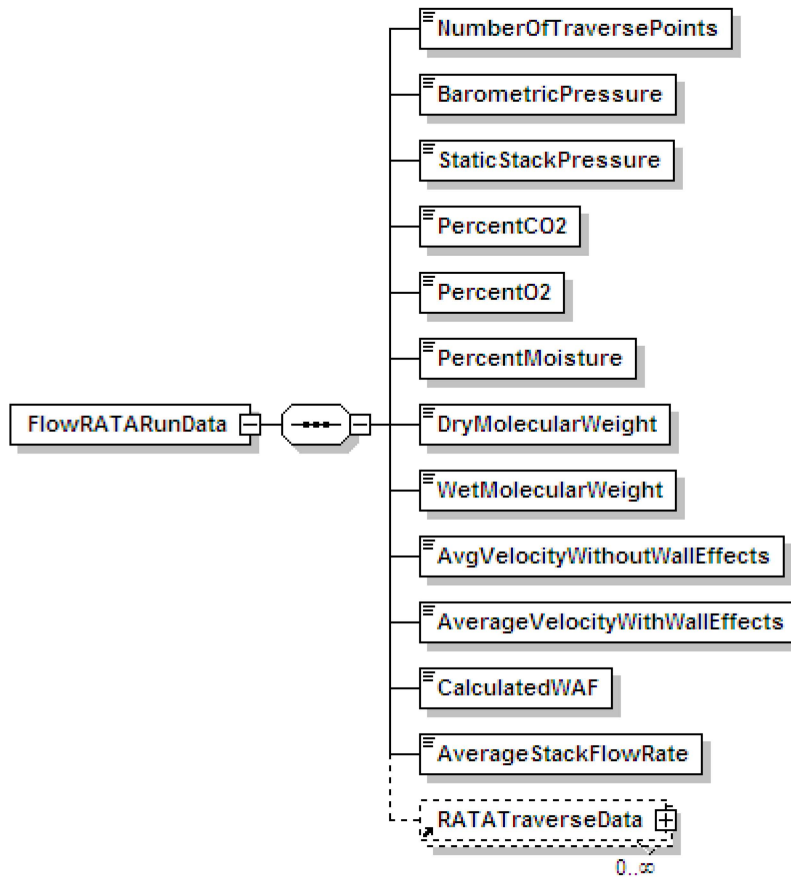 NumberOfTraversePoints
BarometricPressure
StaticStackPressure
PercentCO2
PercentO2
PercentMoisture
FlowRATARunData
DryMolecularWeight
WetMolecularWeight
AvgVelocityWithoutWallEffects
AverageVelocityWithWallEffects
CalculatedWAF
AverageStackFlowRate
RATATraverseData
0..∞